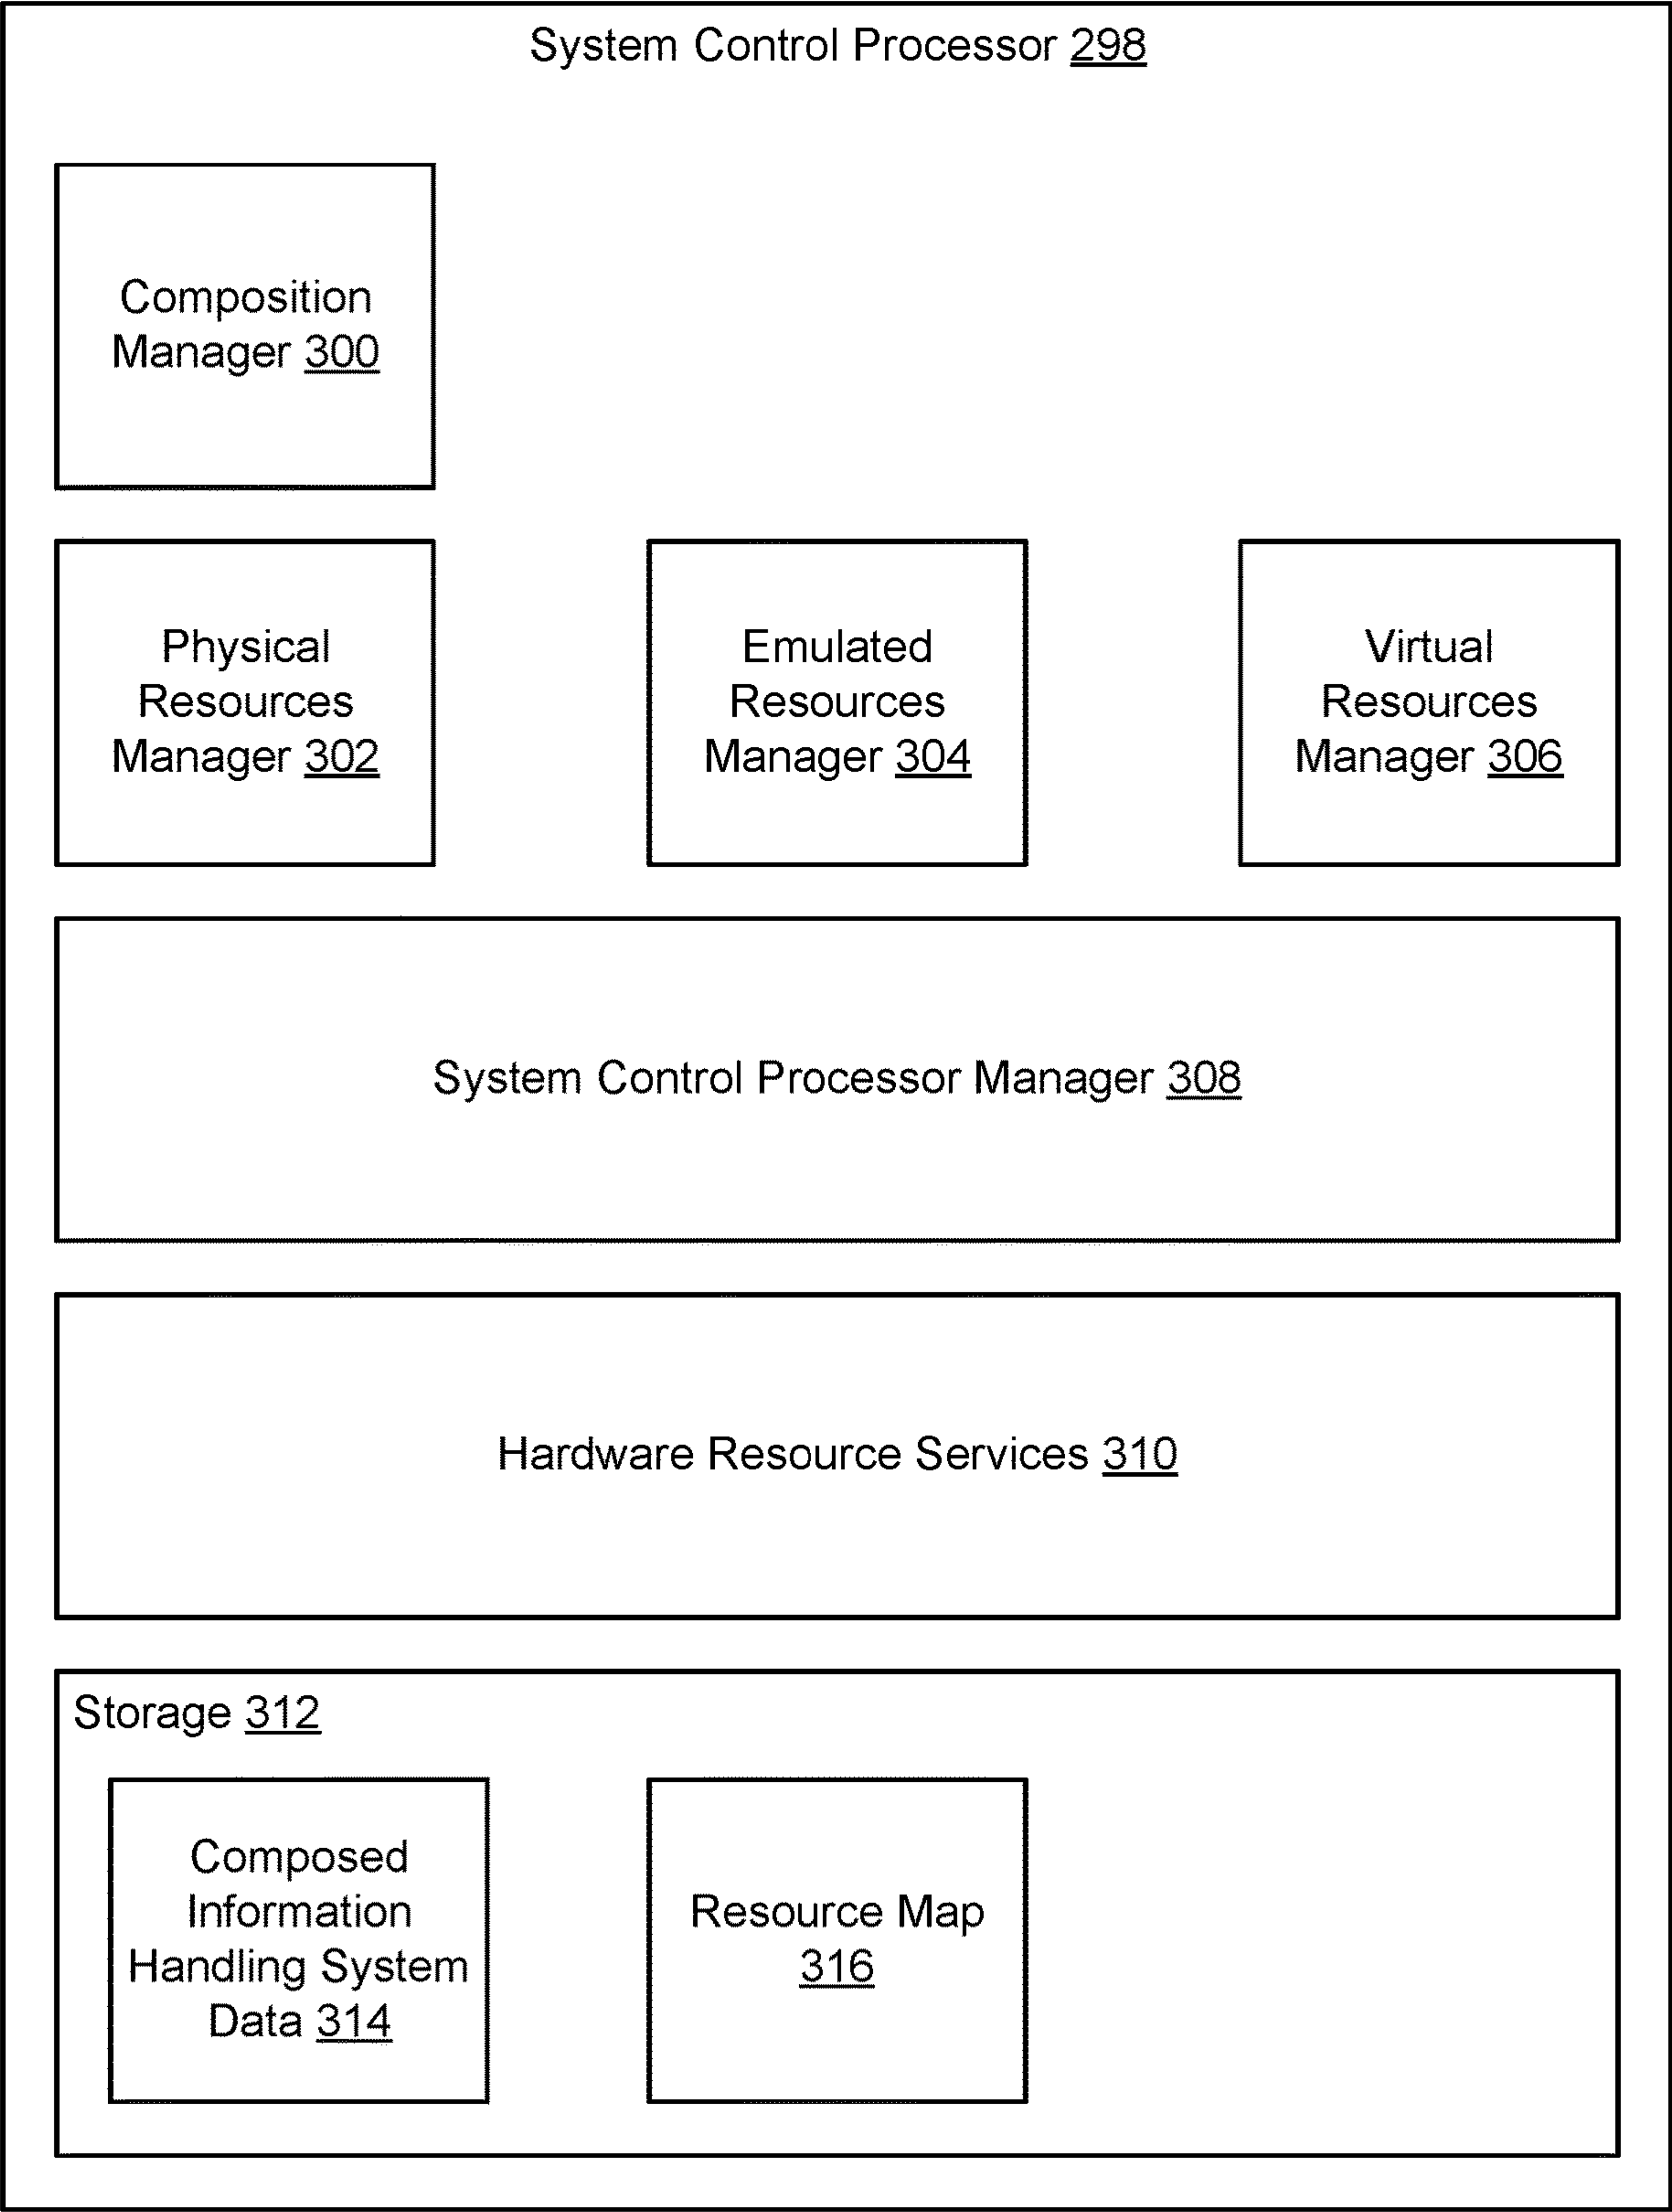 System Control Processor 298
Composition
Manager 300
Physical
Resources
Manager 302
Emulated
Resources
Manager 304
Virtual
Resources
Manager 306
System Control Processor Manager 308
Hardware Resource Services 310
Storage 312
Composed
Information
Handling System
Data 314
Resource Map
316